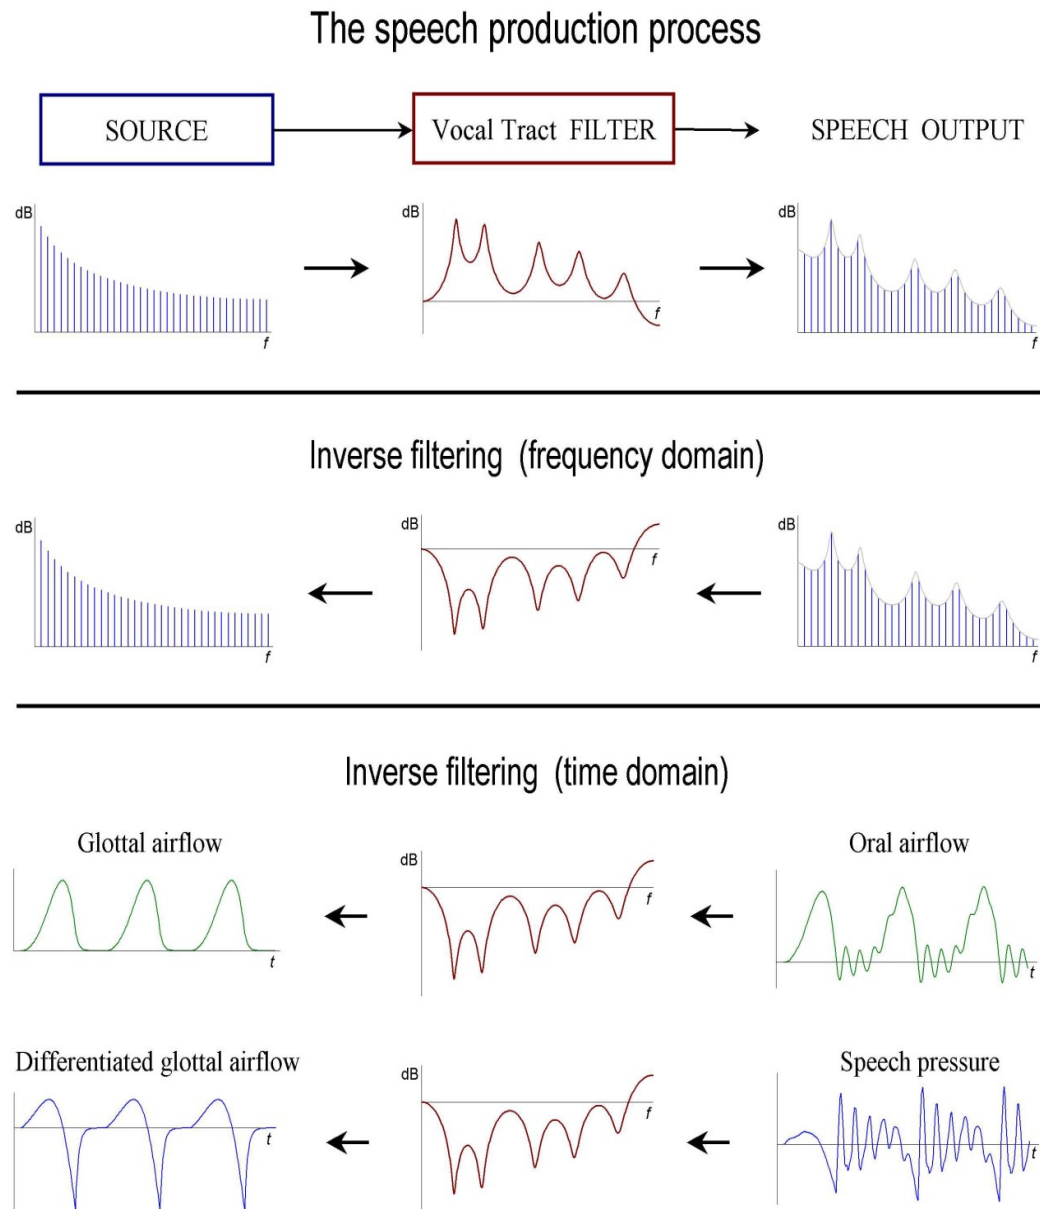 The speech production process
SOURCE
Vocal Tract FILTER
SPEECH OUTPUT
dB
f
dB
f
dB
f
Inverse filtering (frequency domain)
dB
f
dB
f
dB
f
Inverse filtering (time domain)
Glottal airflow
t
dB
f
Oral airflow
t
Differentiated glottal airflow
t
dB
f
Speech pressure
t